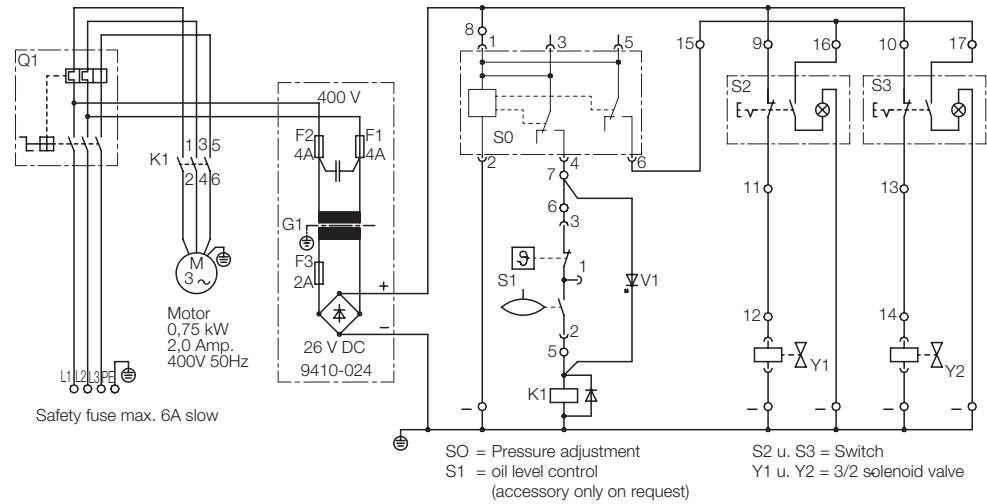 Q1
400 V
F2
4A
F1
4A
K1
1 3 5
2 4 6
G1
F3
2A
M
3 ~
Motor
0,75 kW
2,0 Amp.
400V 50Hz
26 V DC
9410-024
+
–
L1 L2 L3 PE
Safety fuse max. 6A slow
8
1
3
5
S0
2
4
6
7
6
3
ϑ
1
S1
V1
2
5
K1
15
9
16
10
17
S2
S3
11
13
12
14
Y1
Y2
–
–
–
–
–
SO = Pressure adjustment
S1 = oil level control
(accessory only on request)
S2 u. S3 = Switch
Y1 u. Y2 = 3/2 solenoid valve